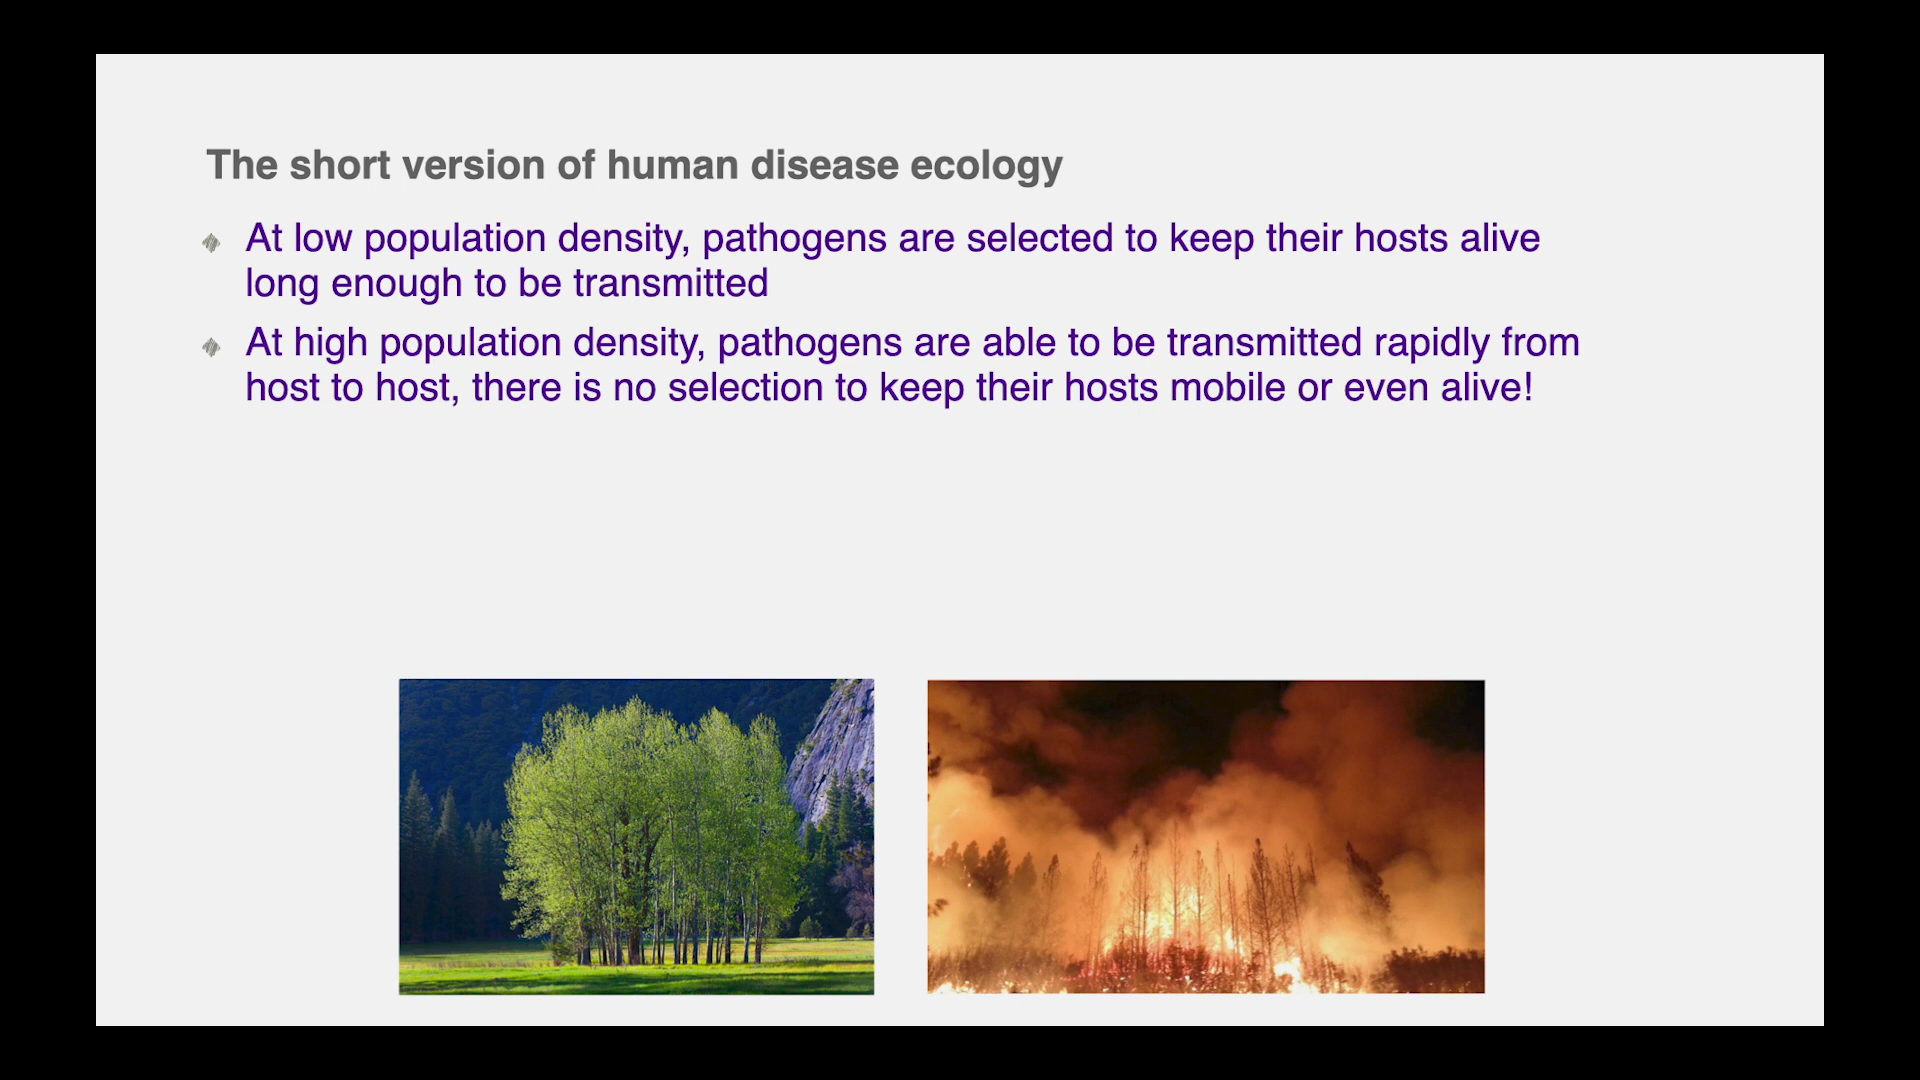 The short version of human disease ecology
At low population density, pathogens are selected to keep their hosts alive
long enough to be transmitted
At high population density, pathogens are able to be transmitted rapidly from
host to host, there is no selection to keep their hosts mobile or even alive!